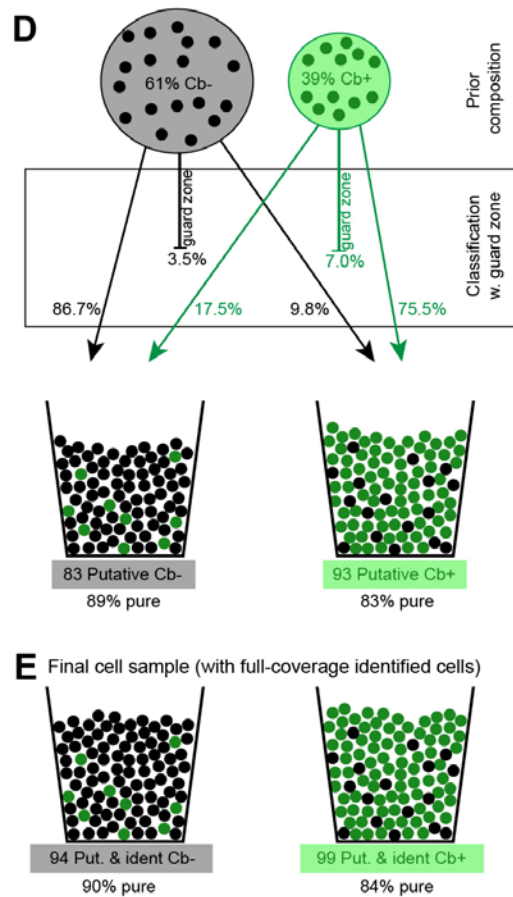 D
61% Cb-
39% Cb+
Prior
composition
guard zone
guard zone
Classification
w. guard zone
3.5%
7.0%
86.7%
17.5%
9.8%
75.5%
83 Putative Cb-
93 Putative Cb+
89% pure
83% pure
E Final cell sample (with full-coverage identified cells)
94 Put. & ident Cb-
99 Put. & ident Cb+
90% pure
84% pure